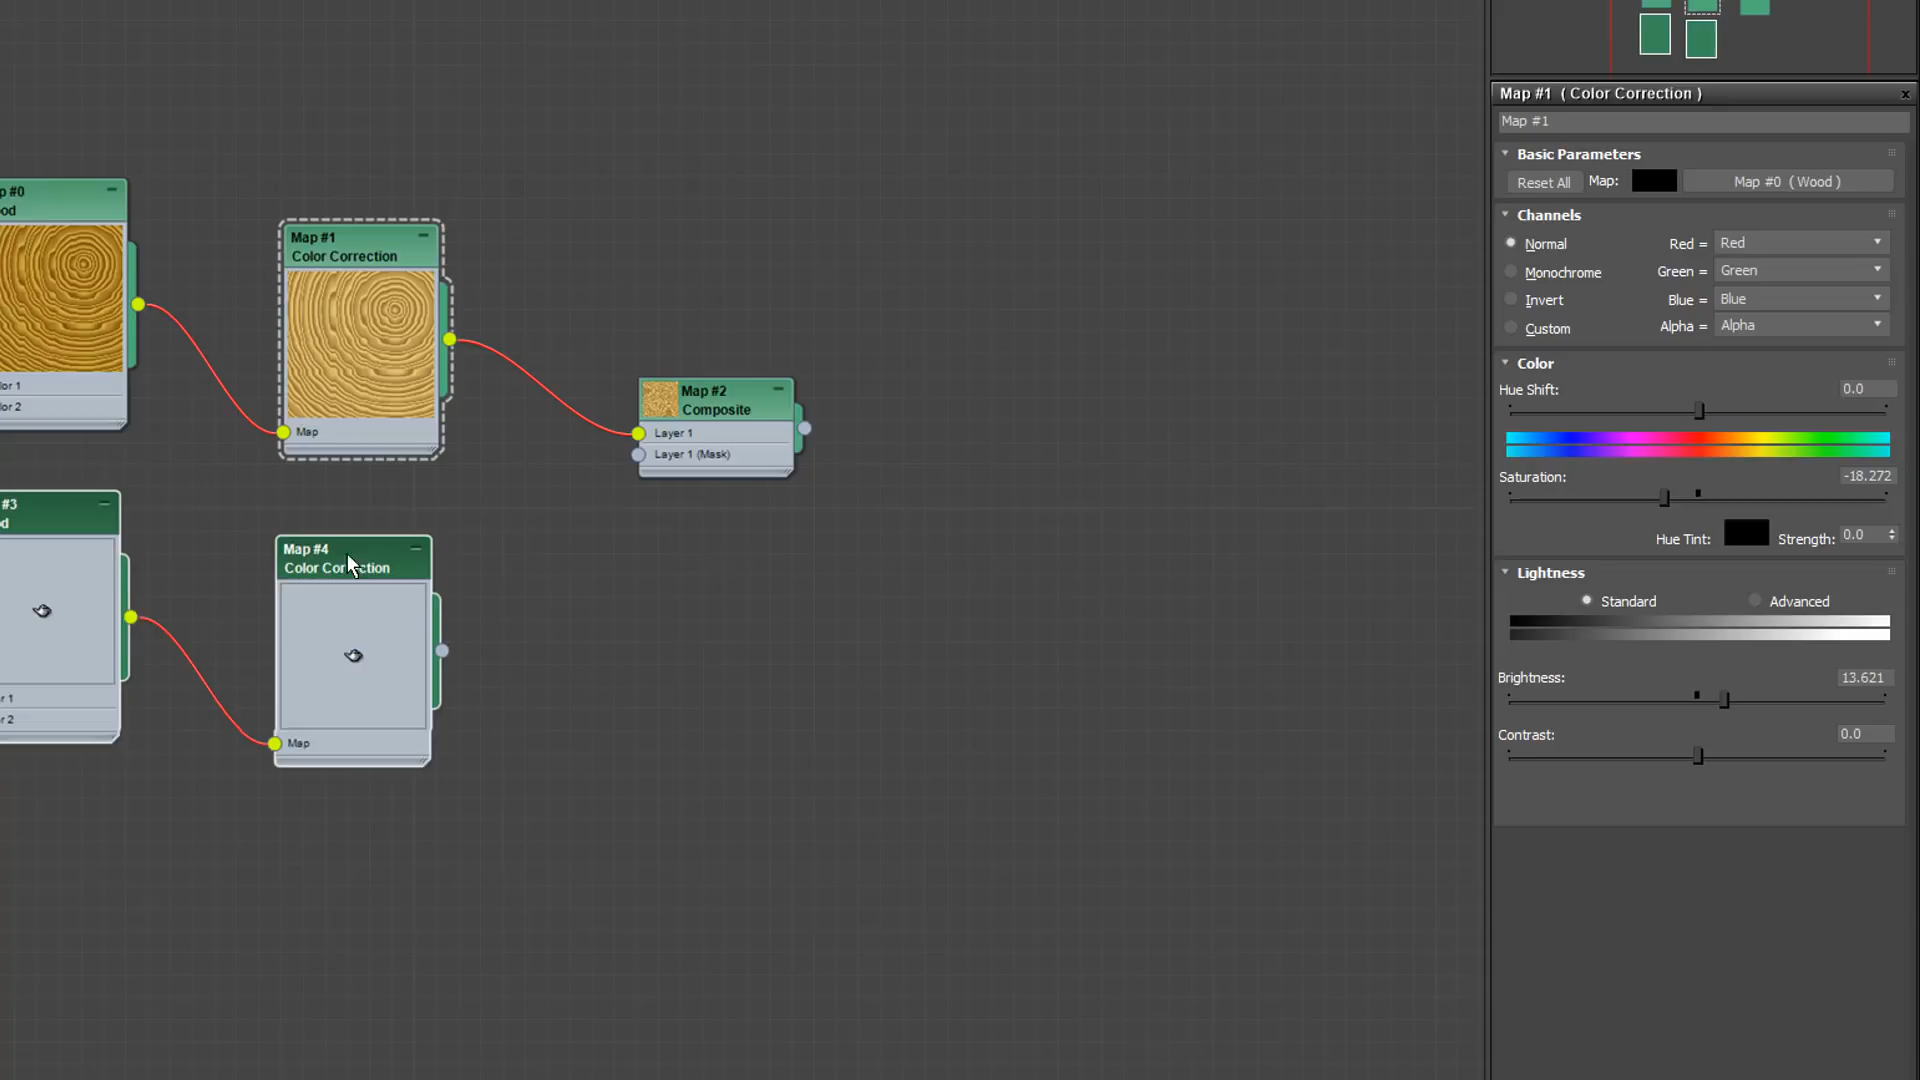 p #0
od
lor 1
lor 2
Map #1
Color Correction
Map
Map #2
Composite
Layer 1
Layer 1 (Mask)
#3
d
r 1
r 2
Map #4
Color Correction
Map
Map #1 ( Color Correction )
x
Map #1
Basic Parameters
Reset All Map: Map #0 ( Wood )
Channels
Normal Red = Red
Monochrome Green = Green
Invert Blue = Blue
Custom Alpha = Alpha
Color
Hue Shift: 0.0
Saturation: -18.272
Hue Tint: Strength: 0.0
Lightness
Standard Advanced
Brightness: 13.621
Contrast: 0.0